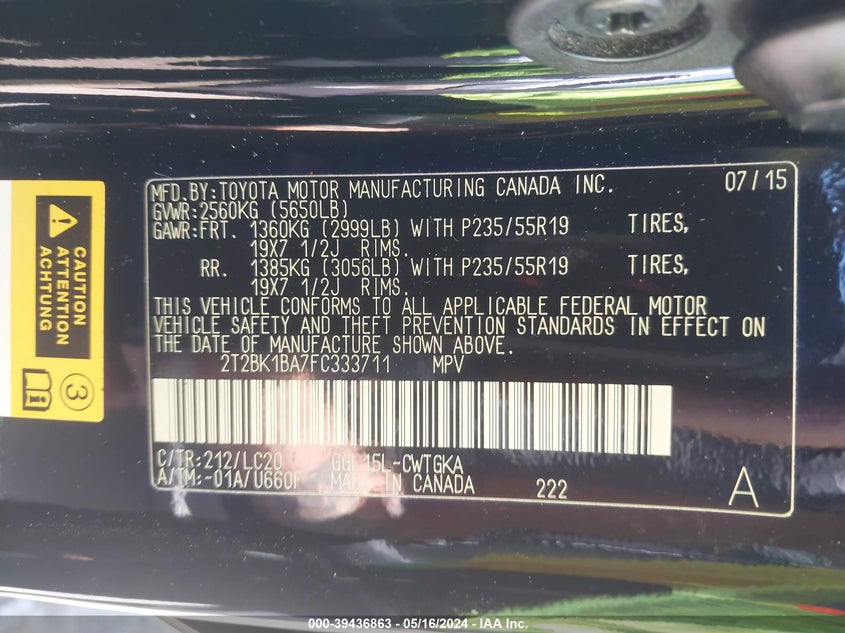 MFD.BY:TOYOTA MOTOR MANUFACTURING CANADA INC. 07/15
GVWR:2560KG (5650LB)
GAWR:FRT. 1360KG (2999LB) WITH P235/55R19 TIRES,
19X7 1/2J RIMS.
RR. 1385KG (3056LB) WITH P235/55R19 TIRES,
19X7 1/2J RIMS.
THIS VEHICLE CONFORMS TO ALL APPLICABLE FEDERAL MOTOR
VEHICLE SAFETY AND THEFT PREVENTION STANDARDS IN EFFECT ON
THE DATE OF MANUFACTURE SHOWN ABOVE.
2T2BK1BA7FC333711 MPV
C/TR:212/LC20 GGL15L-CWTGKA
A/TM:-01A/U660F MADE IN CANADA 222 A
CAUTION
ATTENTION
ACHTUNG
3
000-39436863 - 05/16/2024 - IAA Inc.